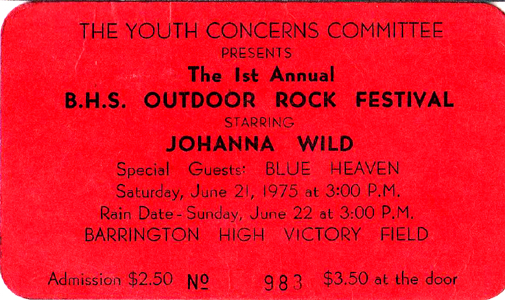 THE YOUTH CONCERNS COMMITTEE
PRESENTS
The 1st Annual
B.H.S. OUTDOOR ROCK FESTIVAL
STARRING
JOHANNA WILD
Special Guests: BLUE HEAVEN
Saturday, June 21, 1975 at 3:00 P.M.
Rain Date - Sunday, June 22 at 3:00 P.M.
BARRINGTON HIGH VICTORY FIELD
Admission $2.50 Nº 983 $3.50 at the door